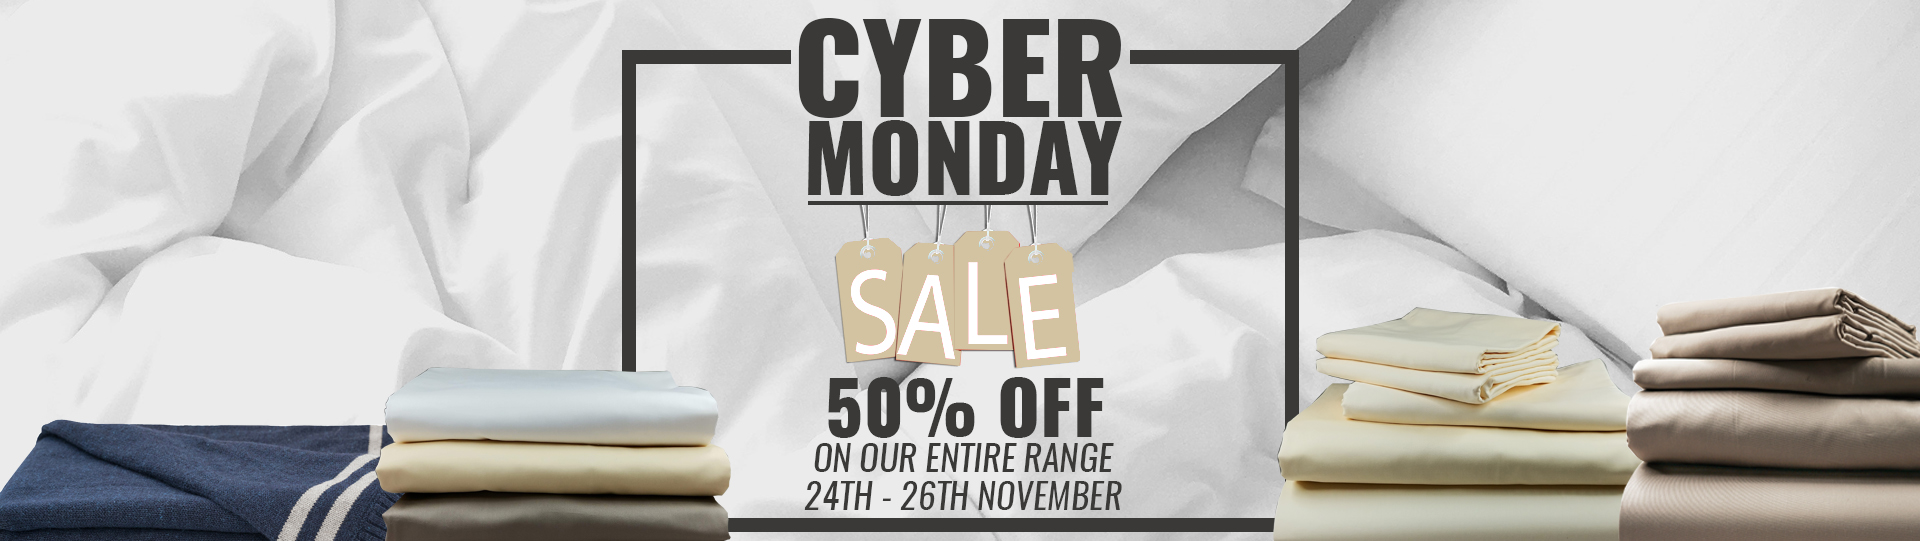 CYBER
MONDAY
SALE
50% OFF
ON OUR ENTIRE RANGE
24TH - 26TH NOVEMBER